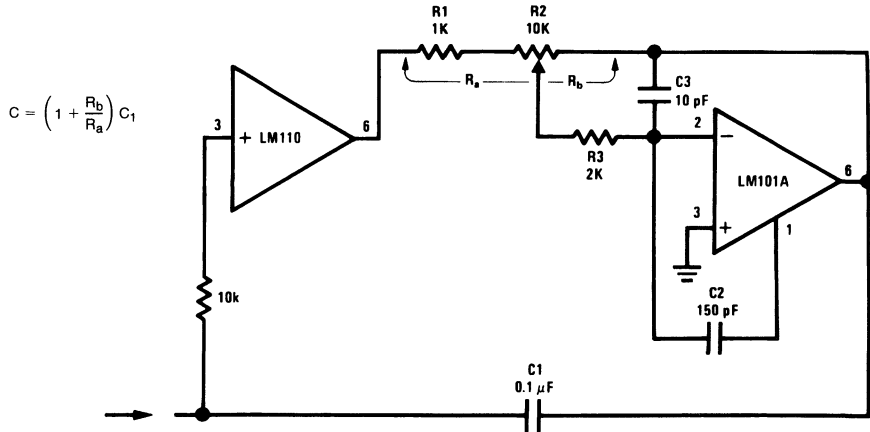 R1
1K
R2
10K
Ra
Rb
C = (1 + Rb/Ra) C1
3
+
LM110
6
C3
10 pF
R3
2K
2
−
LM101A
6
3
+
1
10k
C2
150 pF
C1
0.1 μF